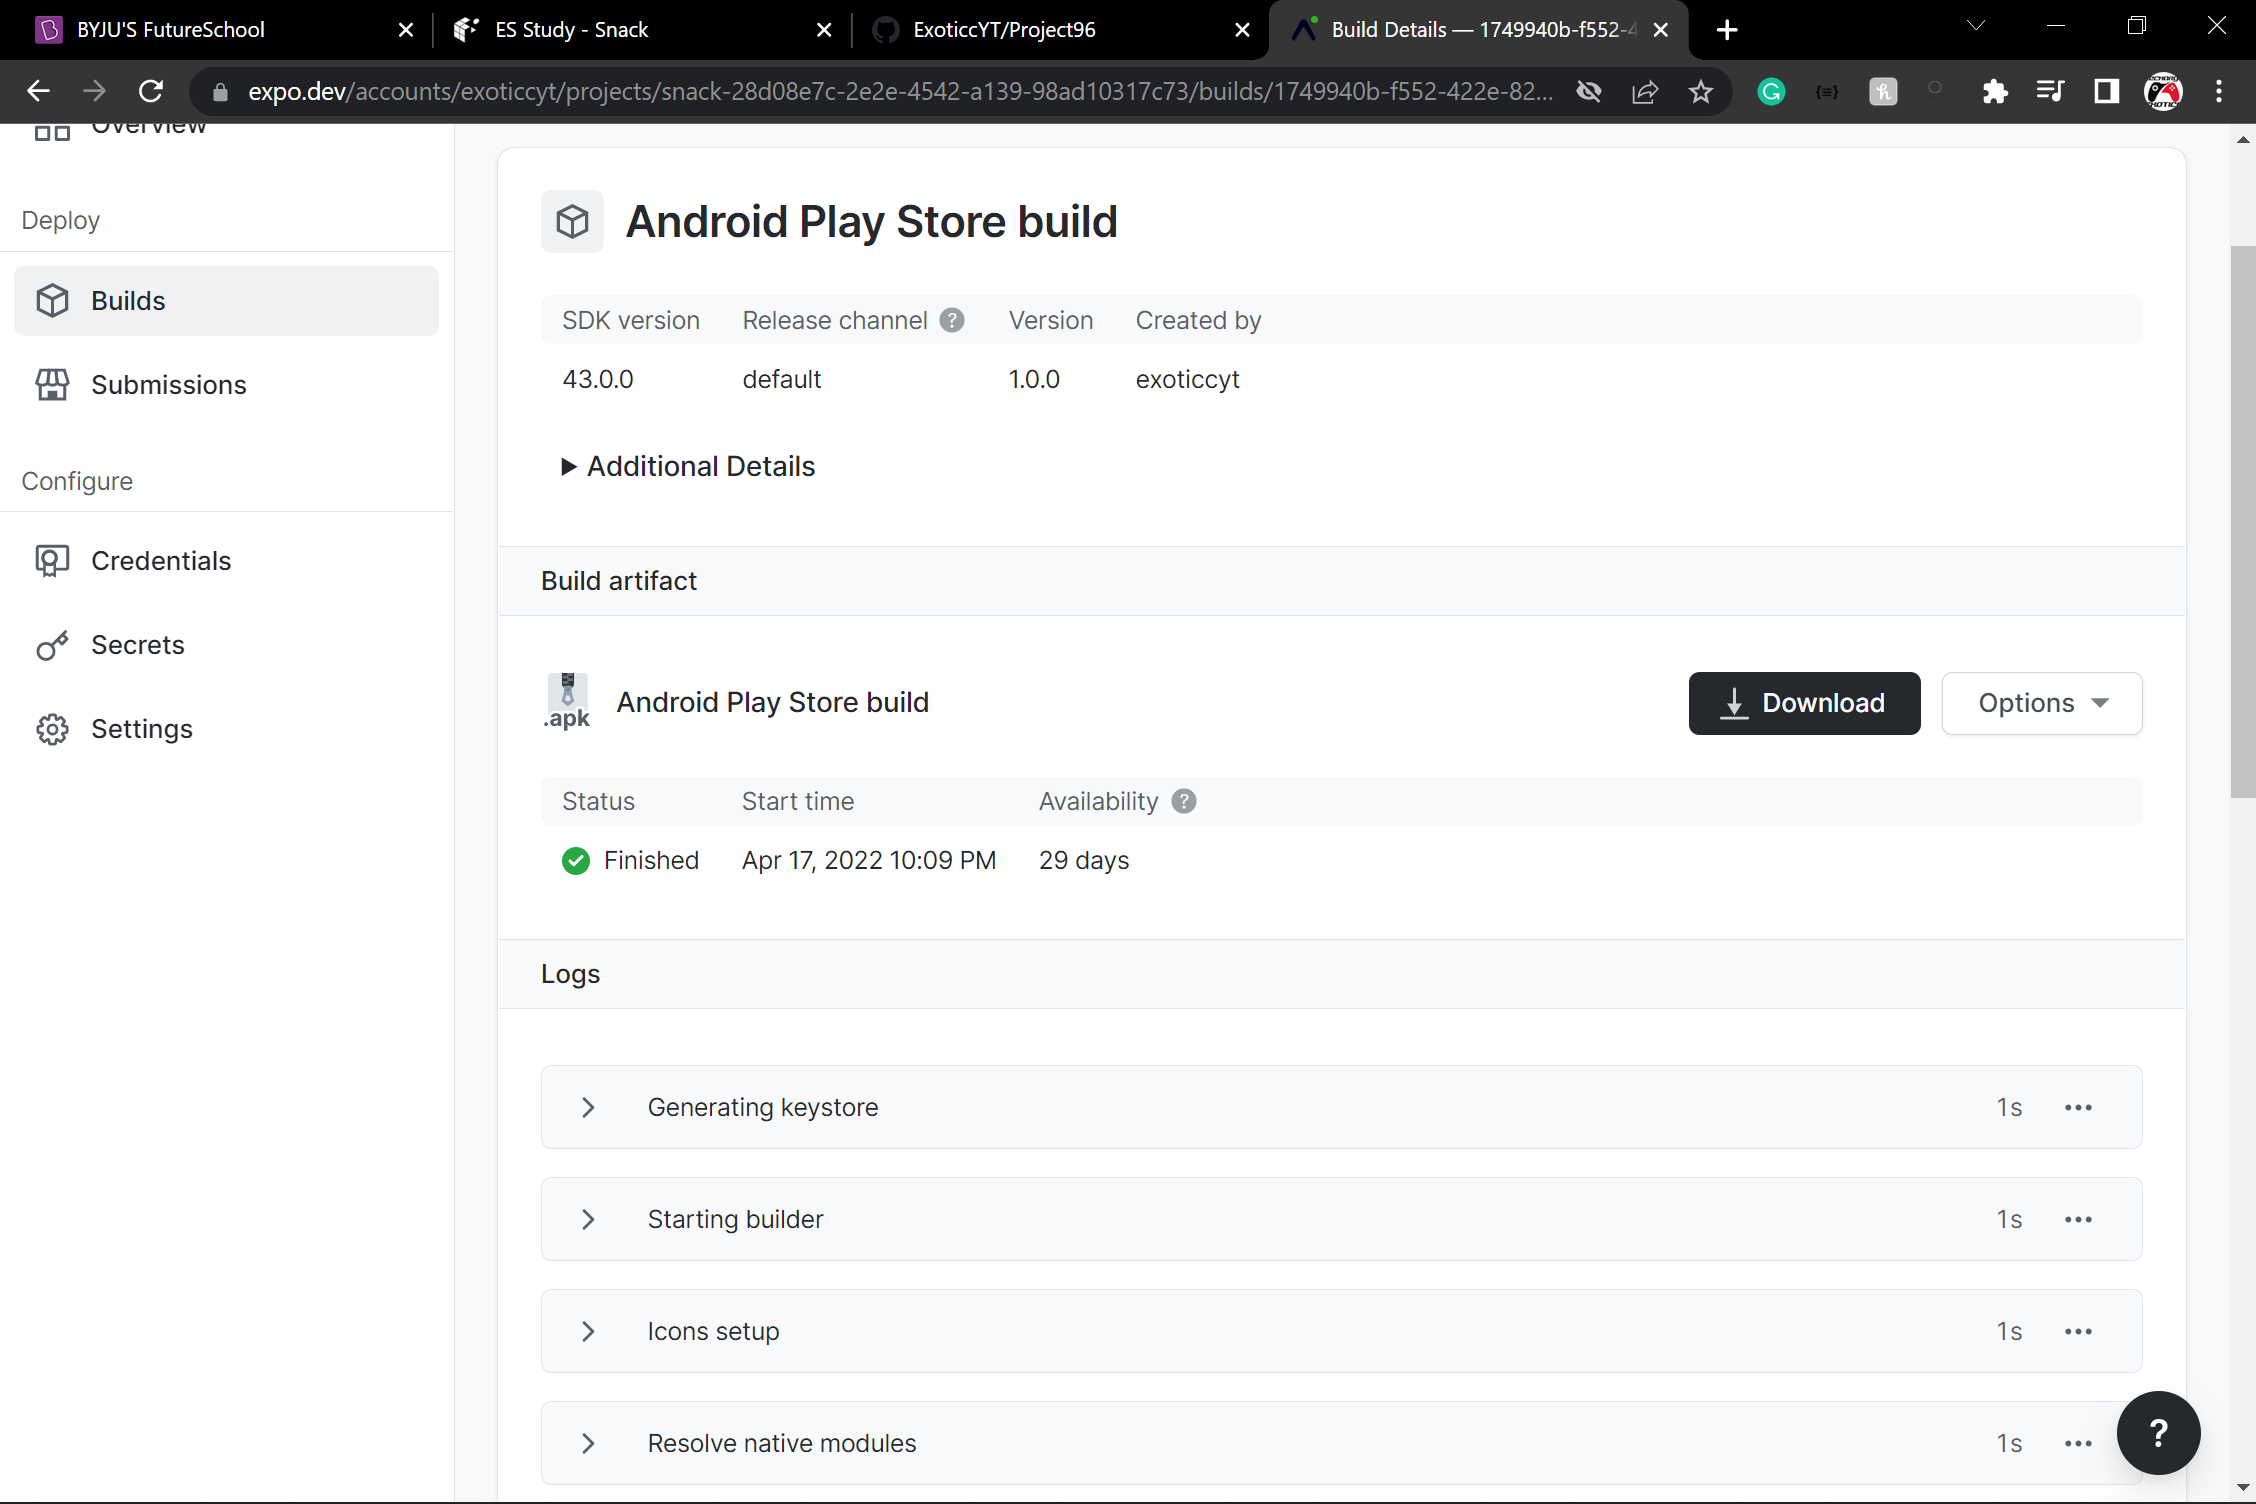 BYJU'S FutureSchool
ES Study - Snack
ExoticcYT/Project96
Build Details — 1749940b-f552-4
expo.dev/accounts/exoticcyt/projects/snack-28d08e7c-2e2e-4542-a139-98ad10317c73/builds/1749940b-f552-422e-82...
Overview
Deploy
Builds
Submissions
Configure
Credentials
Secrets
Settings
Android Play Store build
SDK version Release channel ? Version Created by
43.0.0 default 1.0.0 exoticcyt
Additional Details
Build artifact
.apk Android Play Store build
Download
Options
Status Start time Availability ?
Finished Apr 17, 2022 10:09 PM 29 days
Logs
Generating keystore 1s
Starting builder 1s
Icons setup 1s
Resolve native modules 1s
?